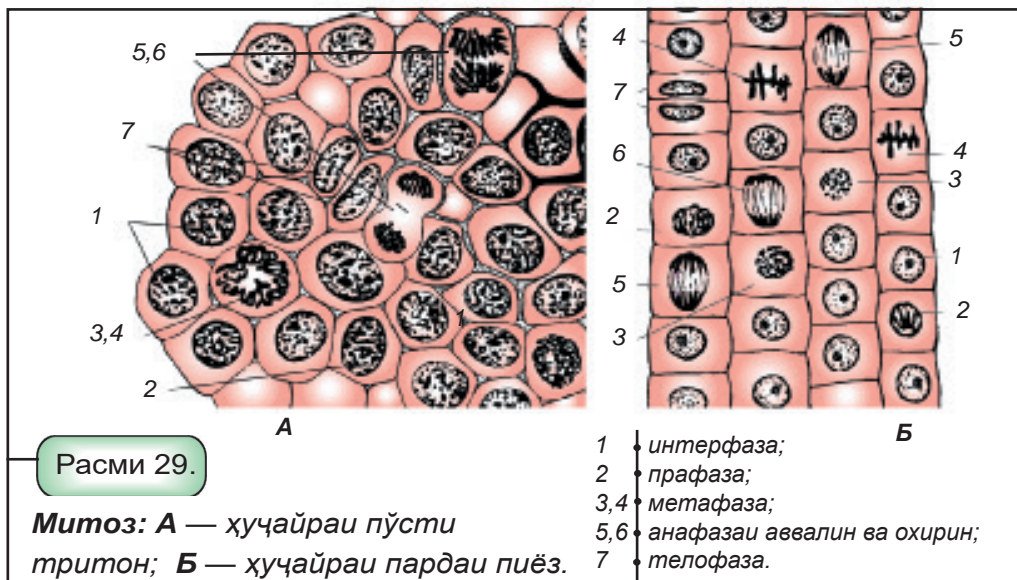 5,6
7
1
3,4
2
1
А
4
7
6
2
5
3
5
4
3
1
2
Б
Расми 29.
Митоз: А — ҳуҷайраи пӯсти
тритон; Б — ҳуҷайраи пардаи пиёз.
1 интерфаза;
2 прафаза;
3,4 метафаза;
5,6 анафазаи аввалин ва охирин;
7 телофаза.